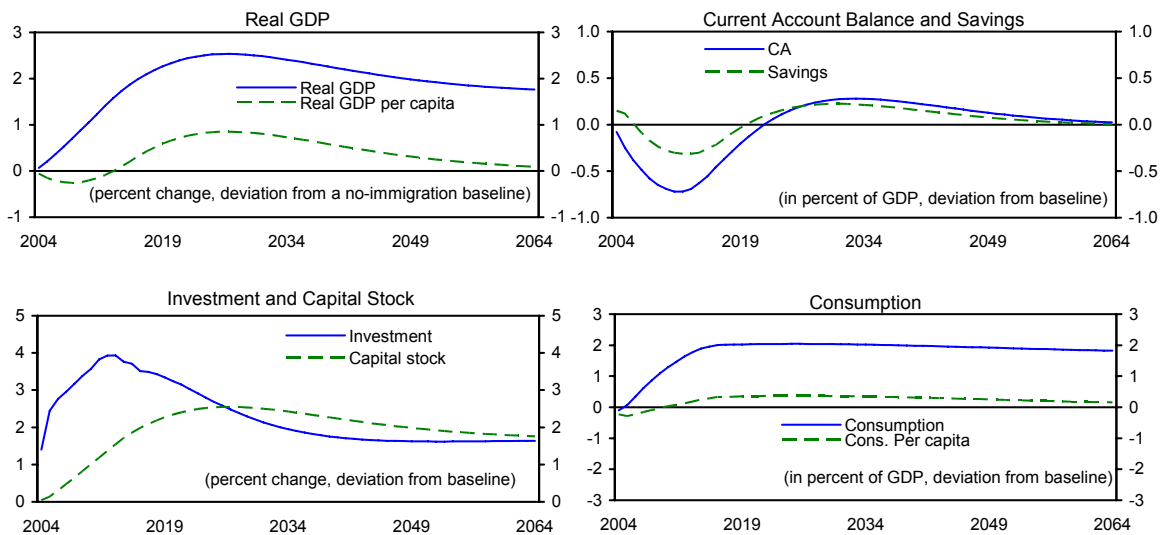 Real GDP
3
2
1
0
-1
3
2
1
0
-1
Real GDP
Real GDP per capita
(percent change, deviation from a no-immigration baseline)
2004 2019 2034 2049 2064
Current Account Balance and Savings
1.0
0.5
0.0
-0.5
-1.0
1.0
0.5
0.0
-0.5
-1.0
CA
Savings
(in percent of GDP, deviation from baseline)
2004 2019 2034 2049 2064
Investment and Capital Stock
5
4
3
2
1
0
5
4
3
2
1
0
Investment
Capital stock
(percent change, deviation from baseline)
2004 2019 2034 2049 2064
Consumption
3
2
1
0
-1
-2
-3
3
2
1
0
-1
-2
-3
Consumption
Cons. Per capita
(in percent of GDP, deviation from baseline)
2004 2019 2034 2049 2064